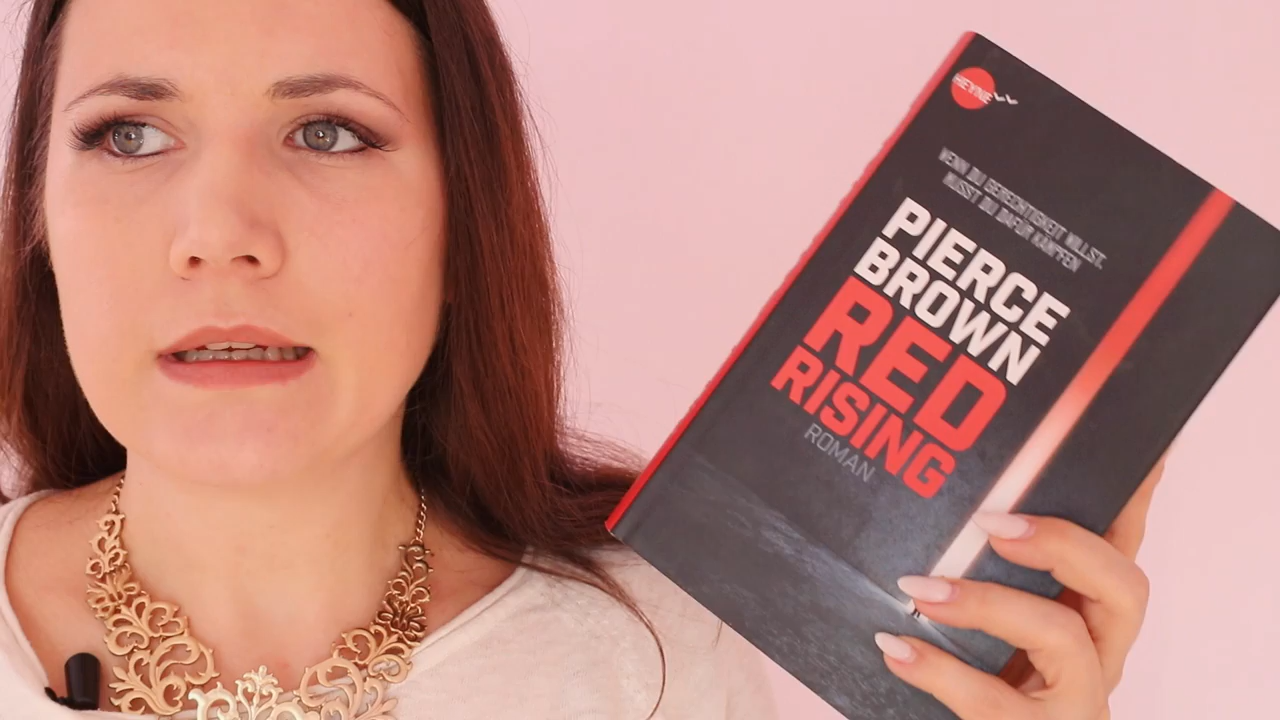 HEYNE
WENN DU GERECHTIGKEIT WILLST,
MUSST DU DAFÜR KÄMPFEN
PIERCE
BROWN
RED
RISING
ROMAN